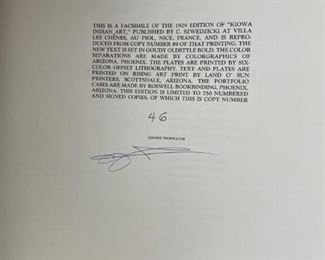 THIS IS A FACSIMILE OF THE 1929 EDITION OF "KIOWA
INDIAN ART," PUBLISHED BY C. SZWEDZICKI AT VILLA
LES CHÊNES, AU PIOL, NICE, FRANCE, AND IS REPRO-
DUCED FROM COPY NUMBER 89 OF THAT PRINTING. THE
NEW TEXT IS SET IN GOUDY OLDSTYLE BOLD. THE COLOR
SEPARATIONS ARE MADE BY COLORGRAPHICS OF
ARIZONA, PHOENIX. THE PLATES ARE PRINTED BY SIX-
COLOR OFFSET LITHOGRAPHY. TEXT AND PLATES ARE
PRINTED ON RISING ART PRINT BY LAND O' SUN
PRINTERS, SCOTTSDALE, ARIZONA. THE PORTFOLIO
CASES ARE MADE BY ROSWELL BOOKBINDING, PHOENIX,
ARIZONA. THIS EDITION IS LIMITED TO 750 NUMBERED
AND SIGNED COPIES, OF WHICH THIS IS COPY NUMBER
46